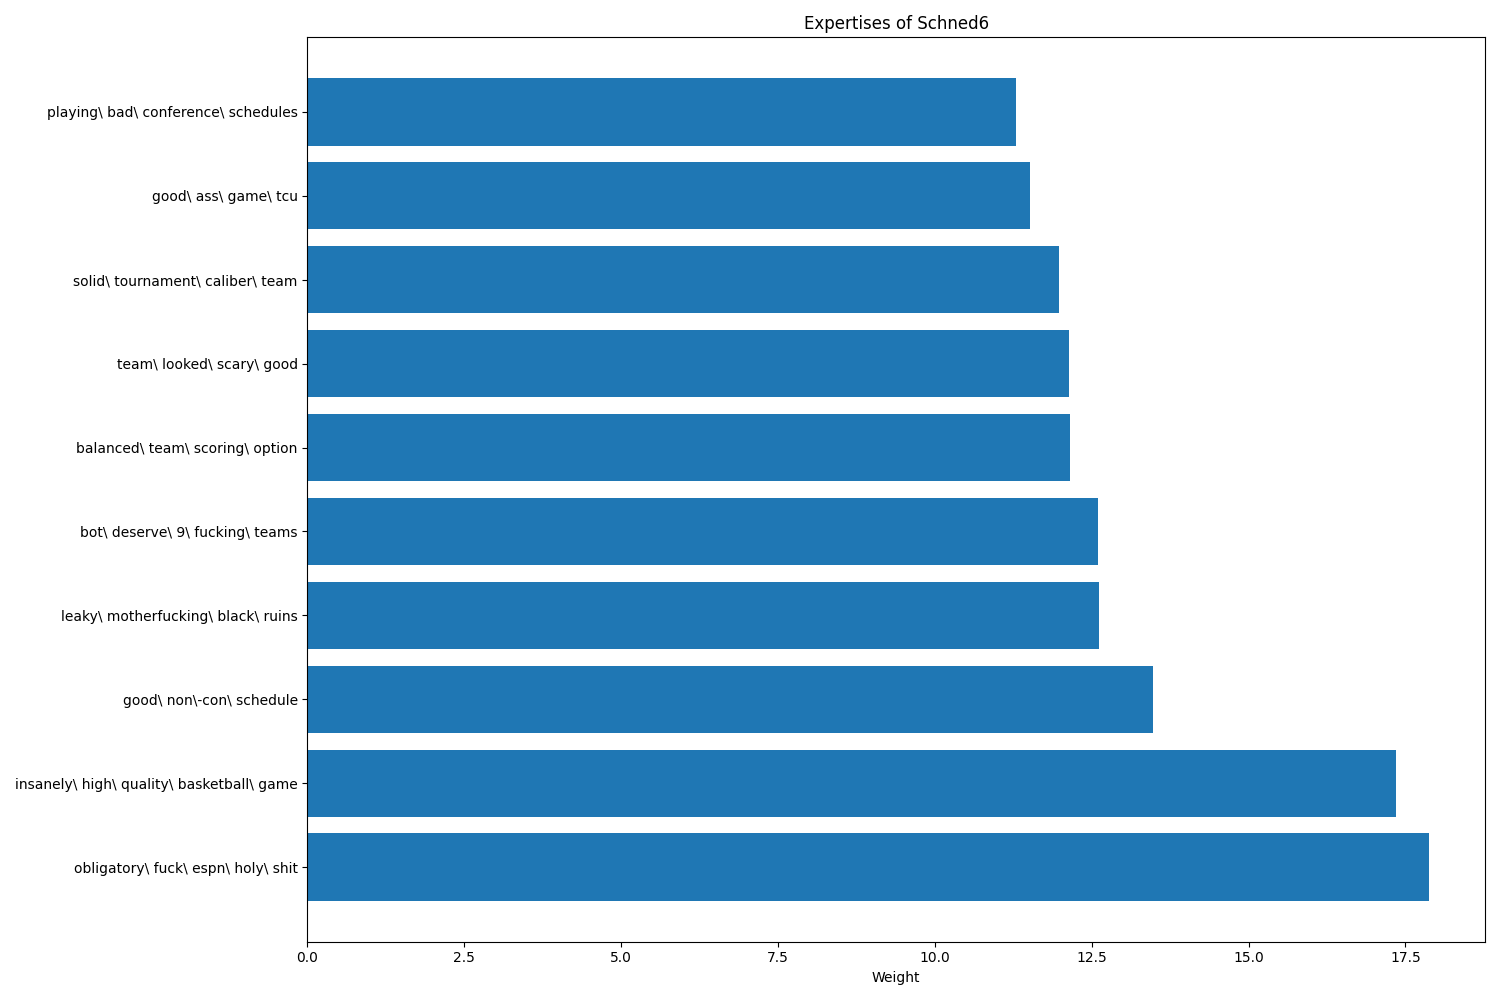 Expertises of Schned6
playing\ bad\ conference\ schedules
good\ ass\ game\ tcu
solid\ tournament\ caliber\ team
team\ looked\ scary\ good
balanced\ team\ scoring\ option
bot\ deserve\ 9\ fucking\ teams
leaky\ motherfucking\ black\ ruins
good\ non\-con\ schedule
insanely\ high\ quality\ basketball\ game
obligatory\ fuck\ espn\ holy\ shit
0.0 2.5 5.0 7.5 10.0 12.5 15.0 17.5
Weight